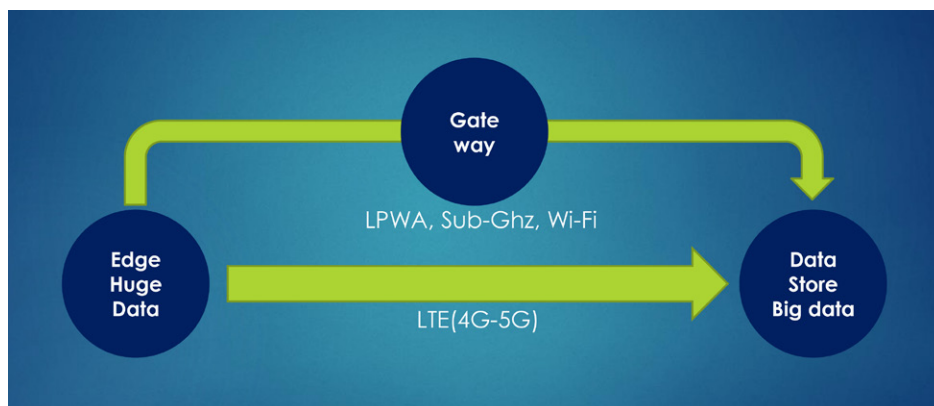 Gate
way
LPWA, Sub-Ghz, Wi-Fi
Edge
Huge
Data
LTE(4G-5G)
Data
Store
Big data